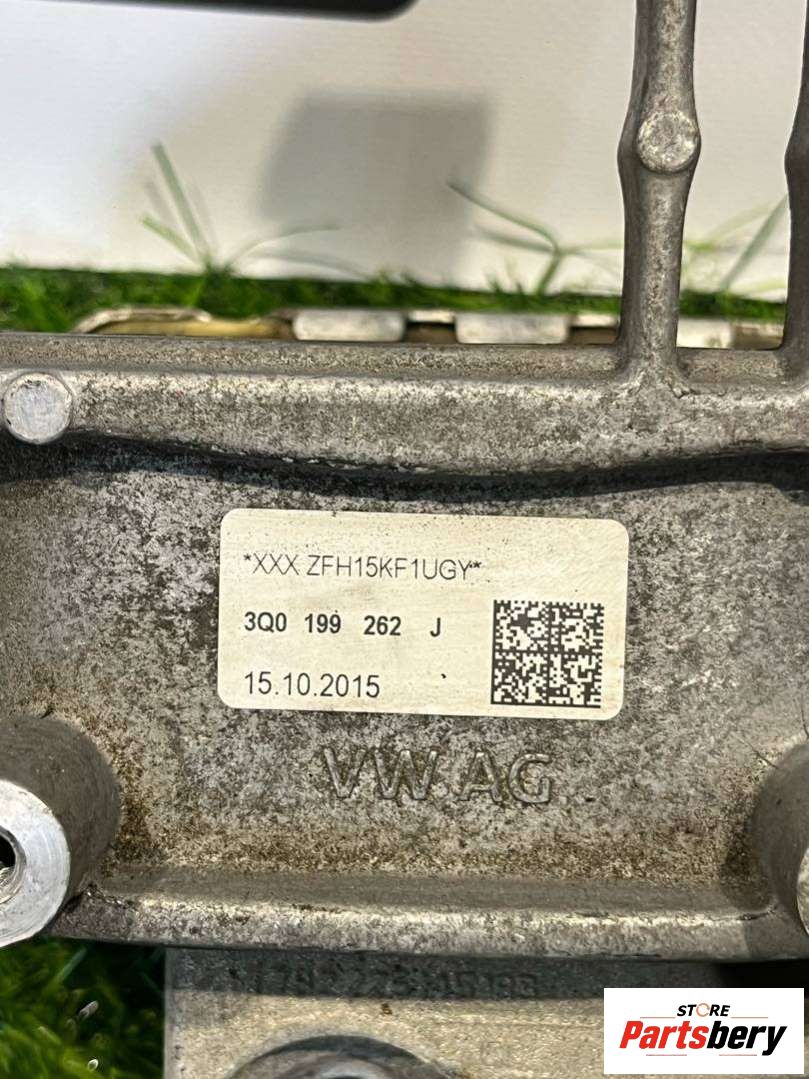 *XXX ZFH15KF1UGY*
3Q0 199 262 J
15.10.2015
VW AG
STORE
Partsbery